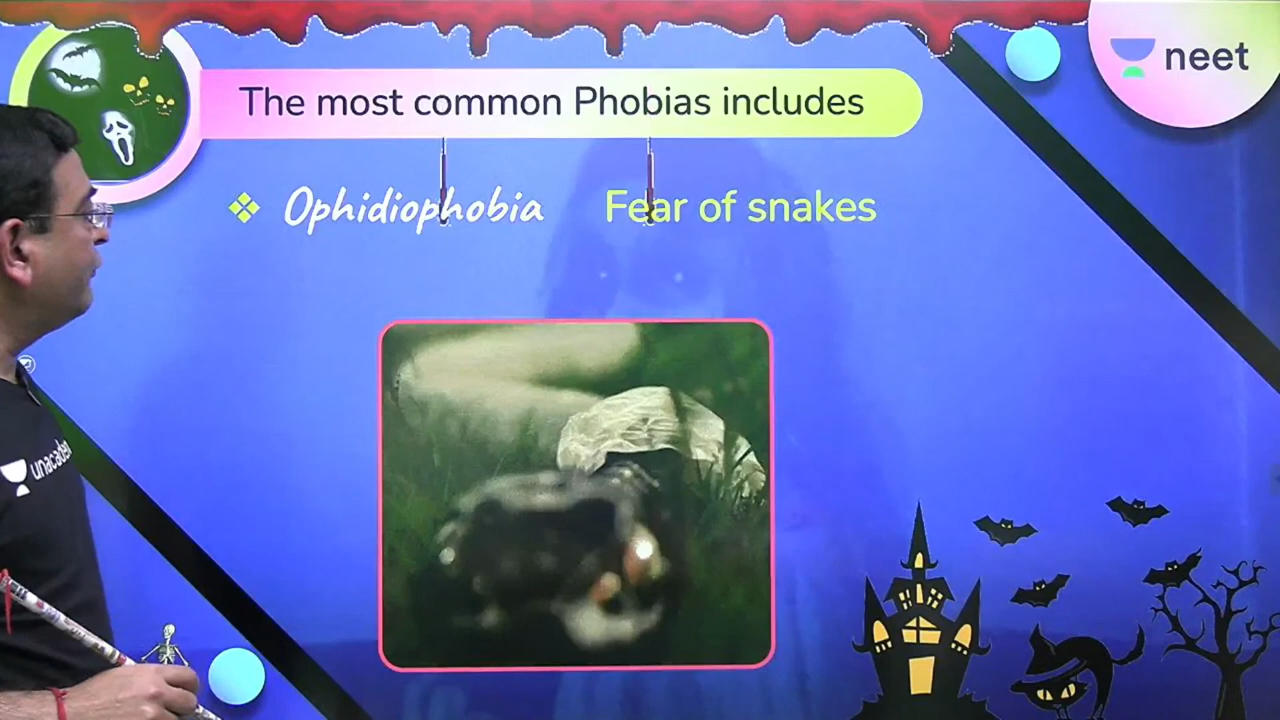 neet
The most common Phobias includes
Ophidiophobia Fear of snakes